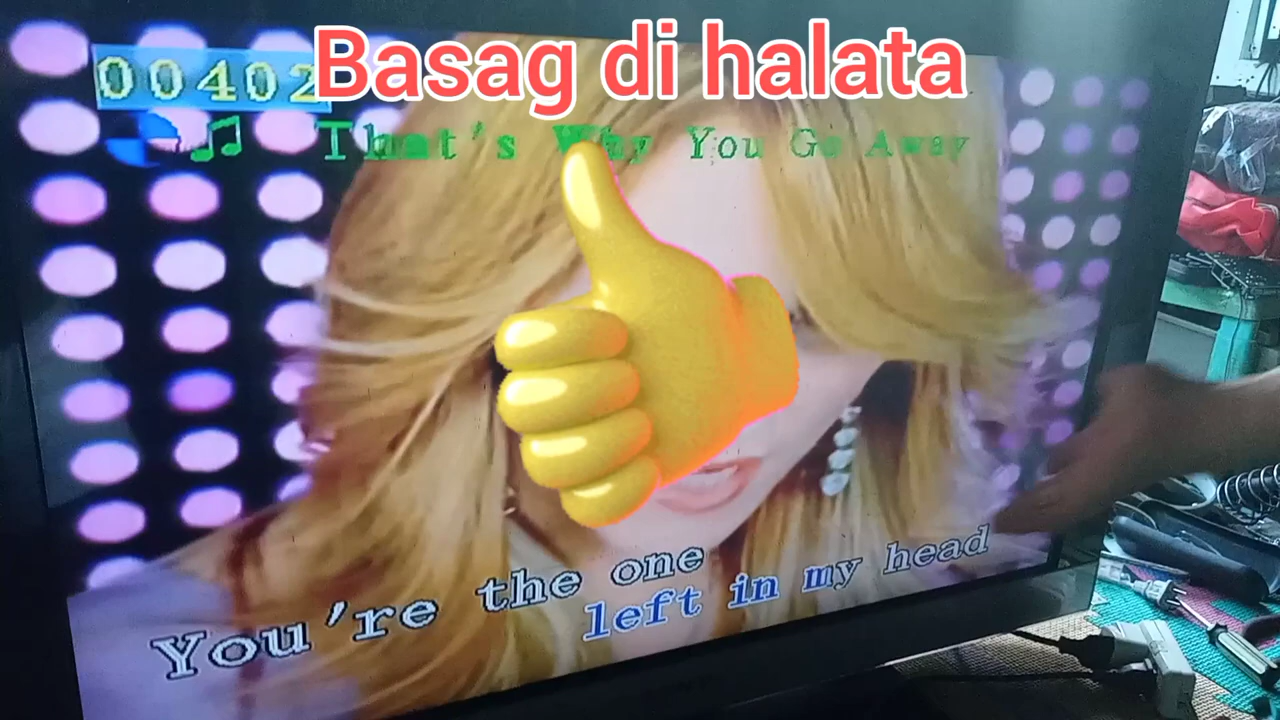 Basag di halata
00402
That's Why You Go Away
You're the one
left in my head